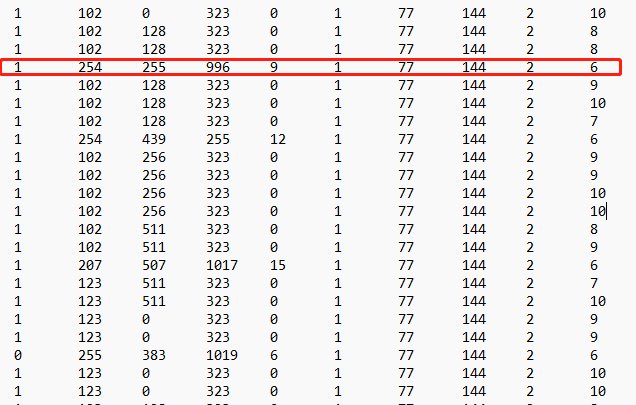 1 102 0 323 0 1 77 144 2 10
1 102 128 323 0 1 77 144 2 8
1 102 128 323 0 1 77 144 2 8
1 254 255 996 9 1 77 144 2 6
1 102 128 323 0 1 77 144 2 9
1 102 128 323 0 1 77 144 2 10
1 102 128 323 0 1 77 144 2 7
1 254 439 255 12 1 77 144 2 6
1 102 256 323 0 1 77 144 2 9
1 102 256 323 0 1 77 144 2 9
1 102 256 323 0 1 77 144 2 10
1 102 256 323 0 1 77 144 2 10
1 102 511 323 0 1 77 144 2 8
1 102 511 323 0 1 77 144 2 9
1 207 507 1017 15 1 77 144 2 6
1 123 511 323 0 1 77 144 2 7
1 123 511 323 0 1 77 144 2 10
1 123 0 323 0 1 77 144 2 9
1 123 0 323 0 1 77 144 2 9
0 255 383 1019 6 1 77 144 2 6
1 123 0 323 0 1 77 144 2 10
1 123 0 323 0 1 77 144 2 10